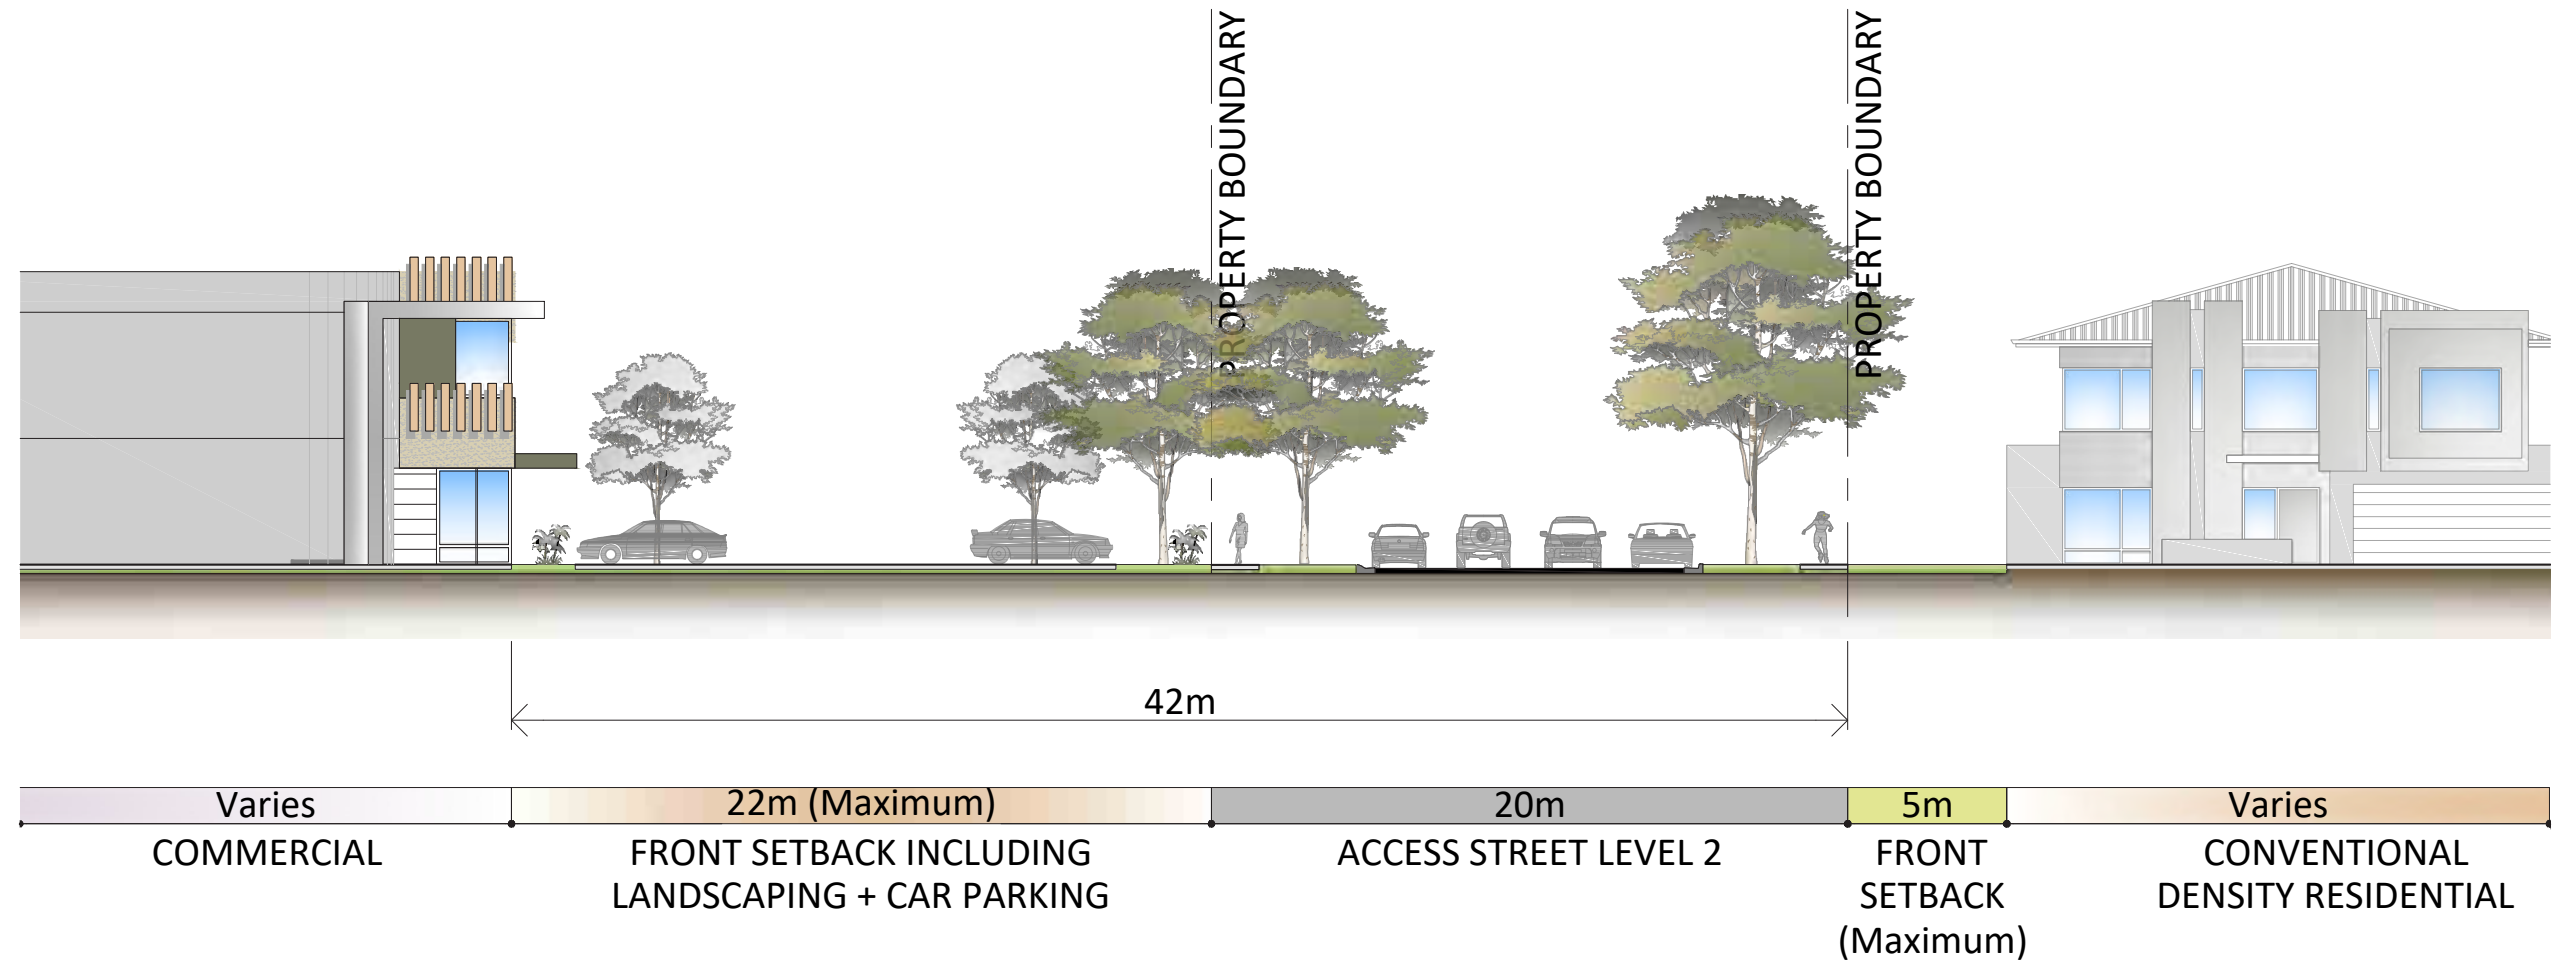 PROPERTY BOUNDARY
PROPERTY BOUNDARY
42m
Varies
22m (Maximum)
20m
5m
Varies
COMMERCIAL
FRONT SETBACK INCLUDING
LANDSCAPING + CAR PARKING
ACCESS STREET LEVEL 2
FRONT
SETBACK
(Maximum)
CONVENTIONAL
DENSITY RESIDENTIAL